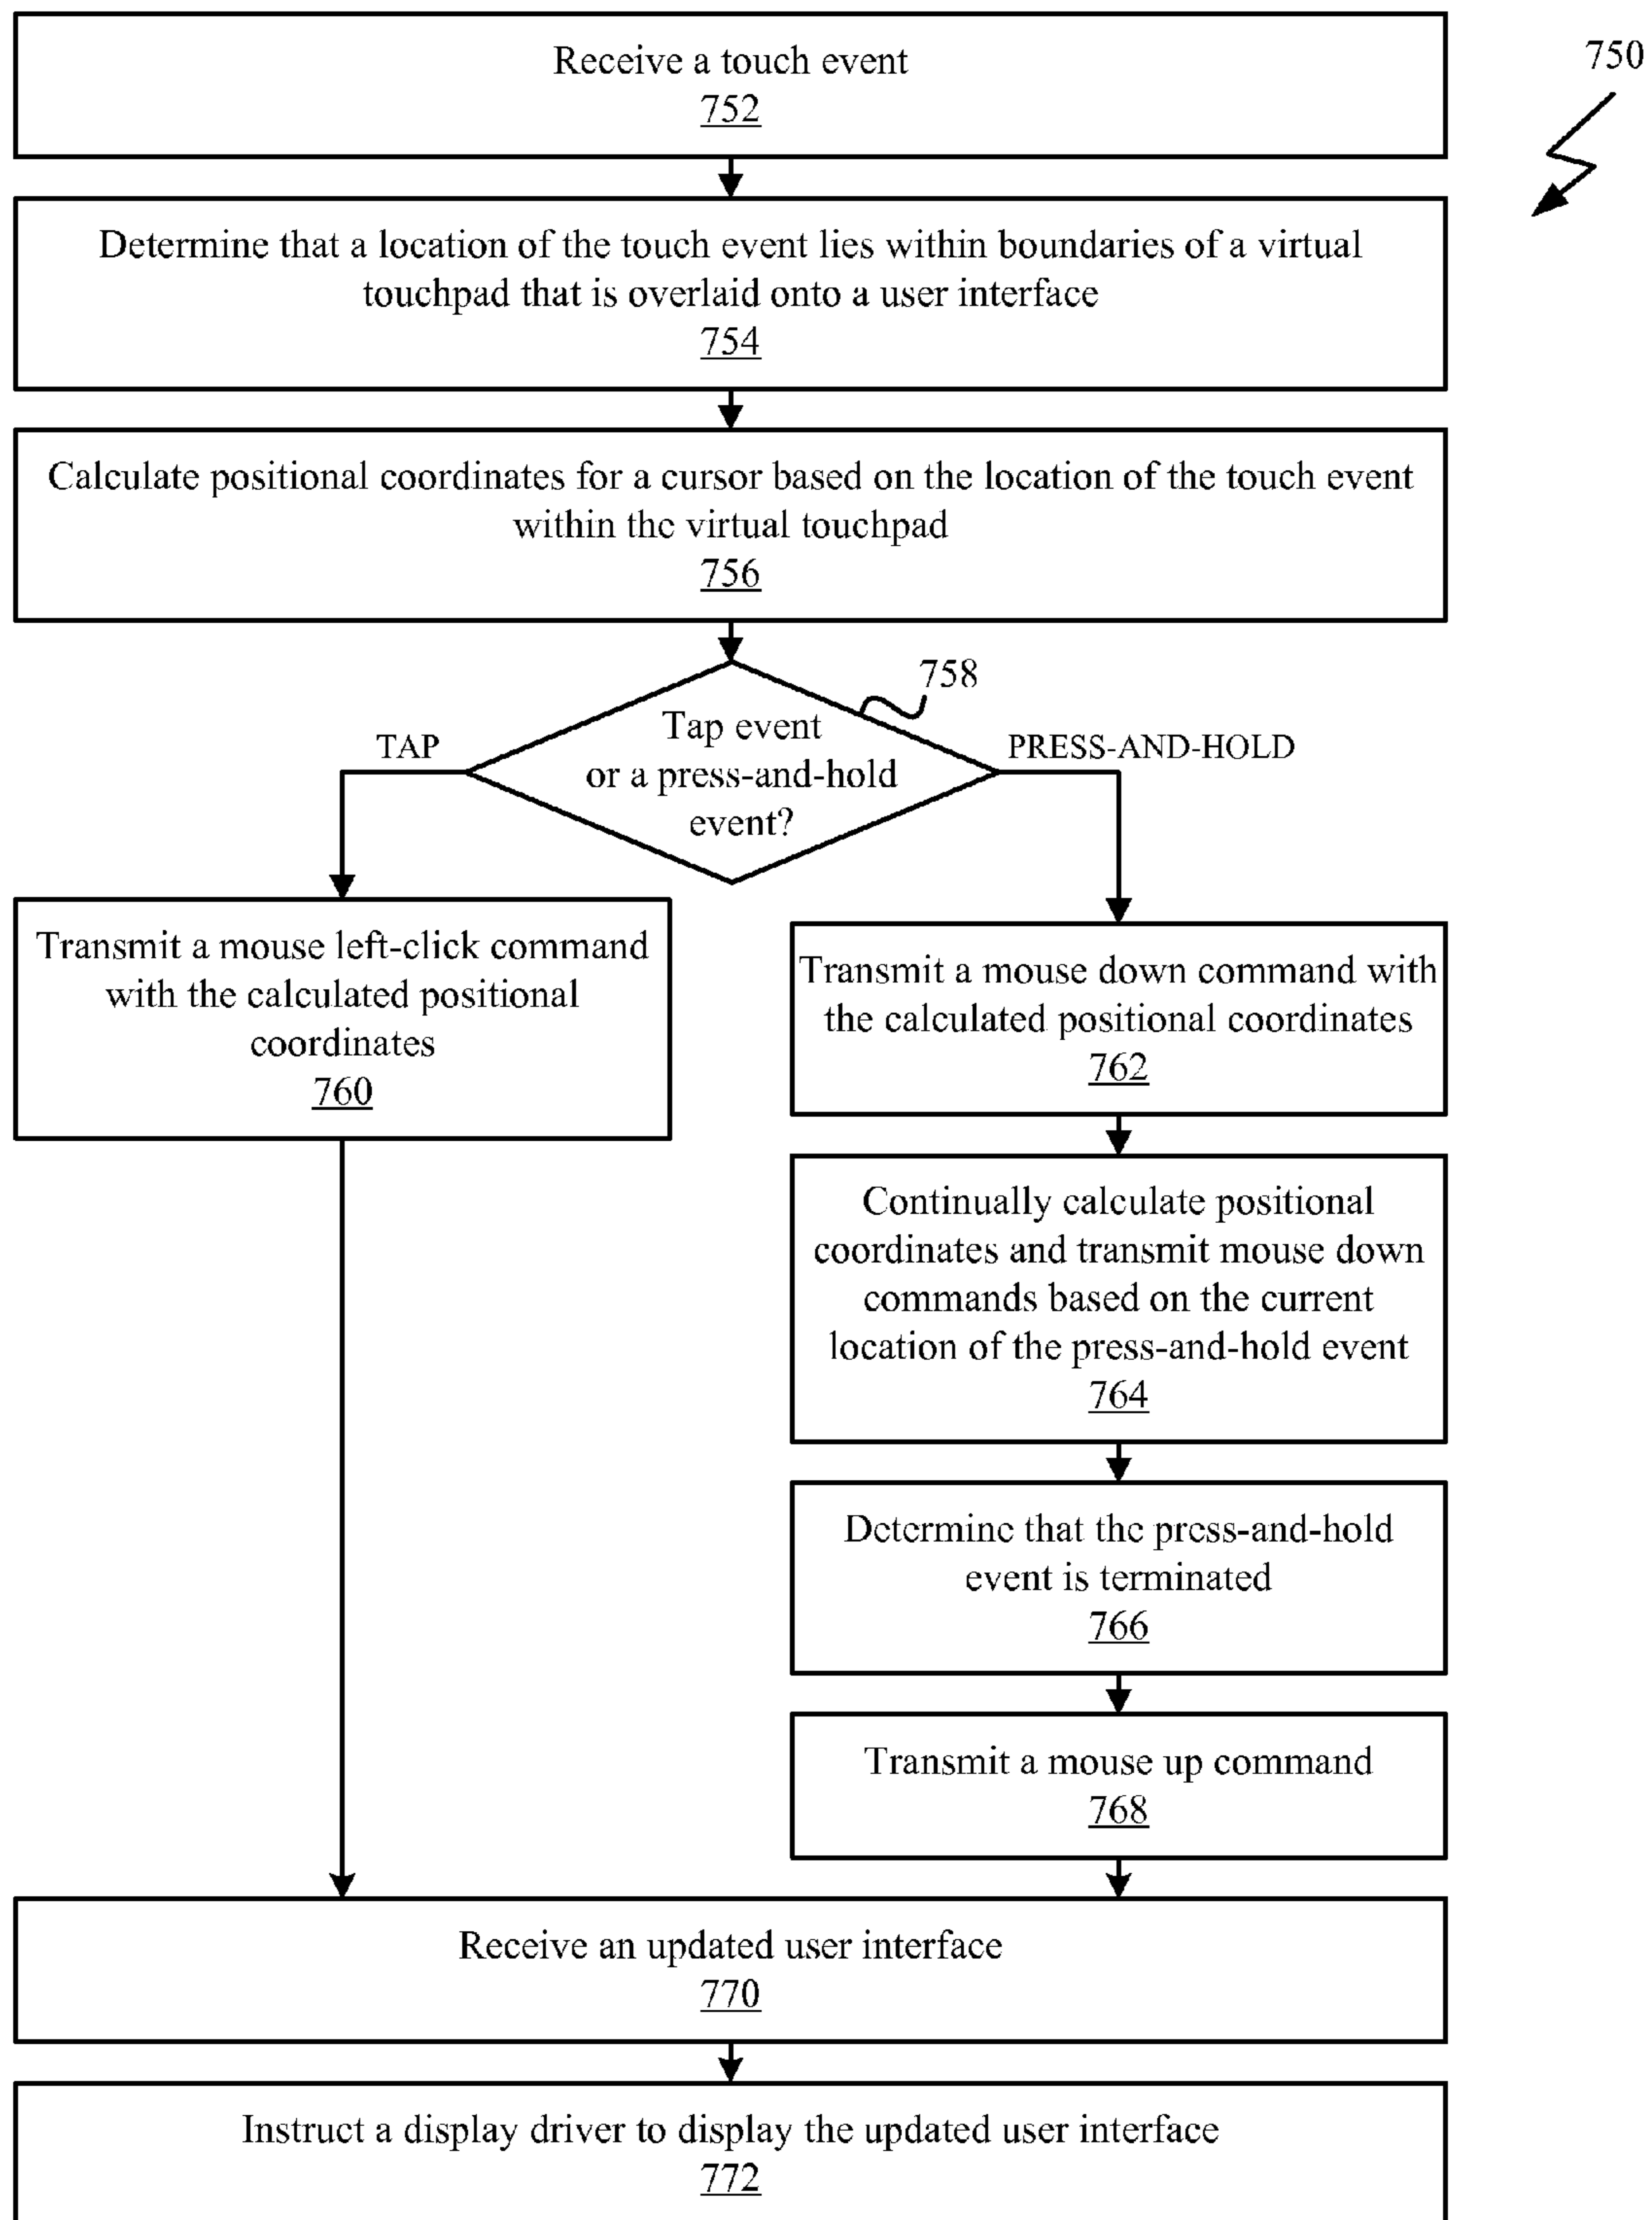 750
Receive a touch event
752
Determine that a location of the touch event lies within boundaries of a virtual
touchpad that is overlaid onto a user interface
754
Calculate positional coordinates for a cursor based on the location of the touch event
within the virtual touchpad
756
758
Tap event
or a press-and-hold
event?
TAP
PRESS-AND-HOLD
Transmit a mouse left-click command
with the calculated positional
coordinates
760
Transmit a mouse down command with
the calculated positional coordinates
762
Continually calculate positional
coordinates and transmit mouse down
commands based on the current
location of the press-and-hold event
764
Determine that the press-and-hold
event is terminated
766
Transmit a mouse up command
768
Receive an updated user interface
770
Instruct a display driver to display the updated user interface
772